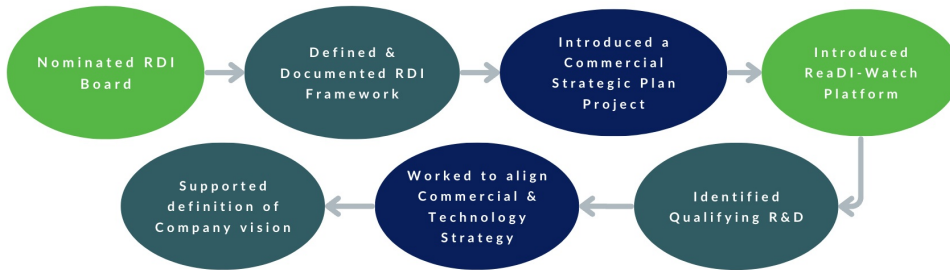 Nominated RDI
Board
Defined &
Documented RDI
Framework
Introduced a
Commercial
Strategic Plan
Project
Introduced
ReaDI-Watch
Platform
Identified
Qualifying R&D
Worked to align
Commercial &
Technology
Strategy
Supported
definition of
Company vision